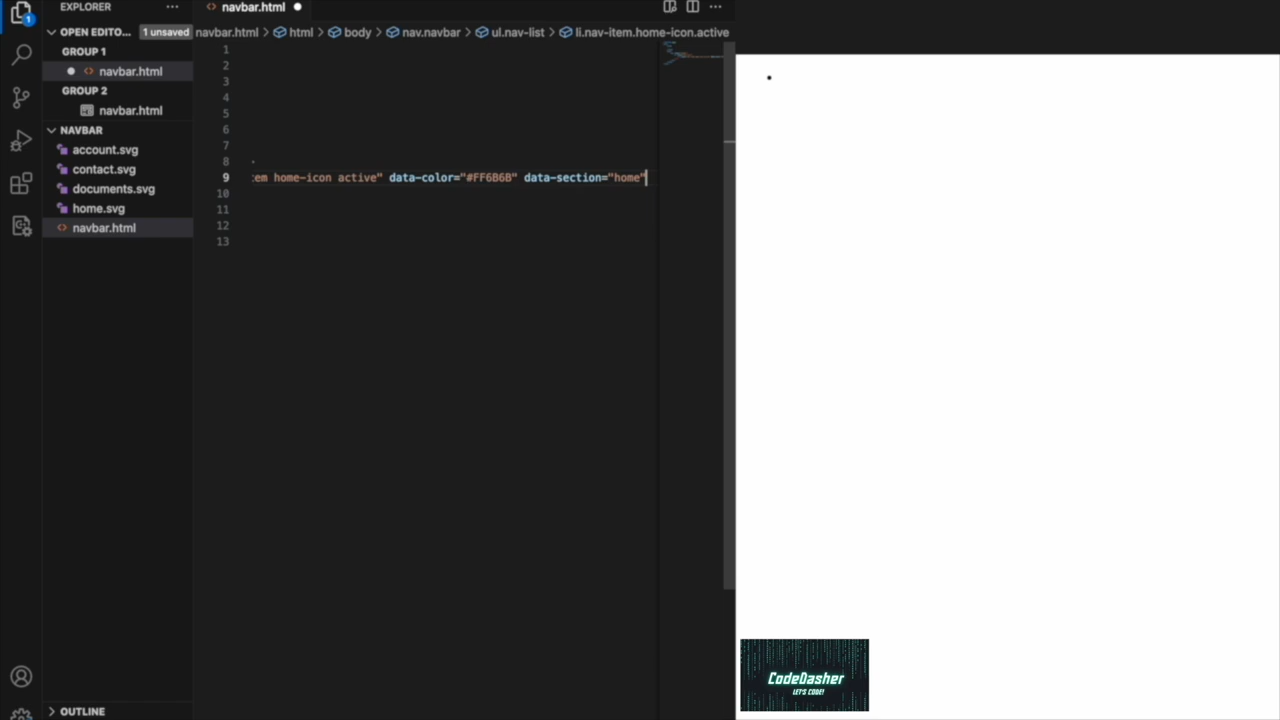 EXPLORER
1
OPEN EDITO... 1 unsaved
GROUP 1
navbar.html
GROUP 2
navbar.html
NAVBAR
account.svg
contact.svg
documents.svg
home.svg
navbar.html
OUTLINE
navbar.html
navbar.html > html > body > nav.navbar > ul.nav-list > li.nav-item.home-icon.active
1
2
3
4
5
6
7
8
9 tem home-icon active" data-color="#FF6B6B" data-section="home"
10
11
12
13
CodeDasher
LET'S CODE!